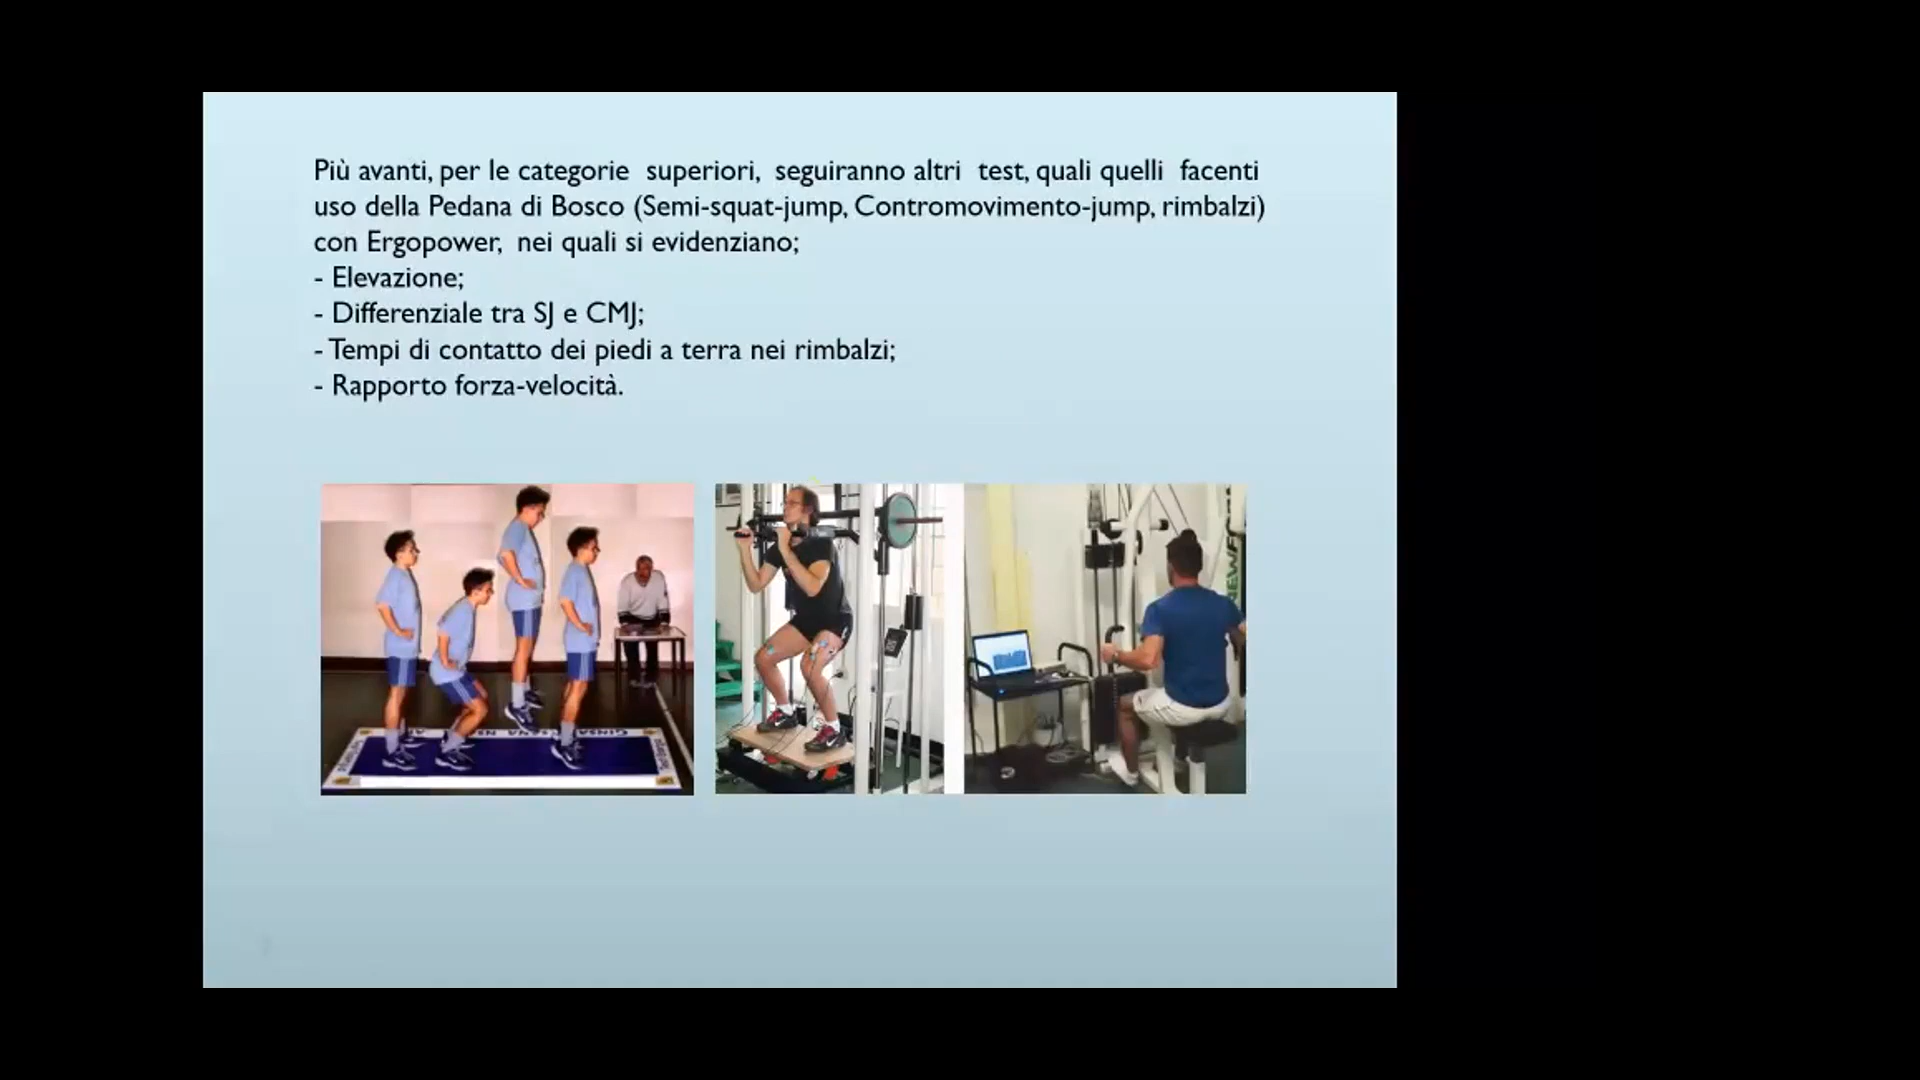 Più avanti, per le categorie superiori, seguiranno altri test, quali quelli facenti
uso della Pedana di Bosco (Semi-squat-jump, Contromovimento-jump, rimbalzi)
con Ergopower, nei quali si evidenziano;
- Elevazione;
- Differenziale tra SJ e CMJ;
- Tempi di contatto dei piedi a terra nei rimbalzi;
- Rapporto forza-velocità.